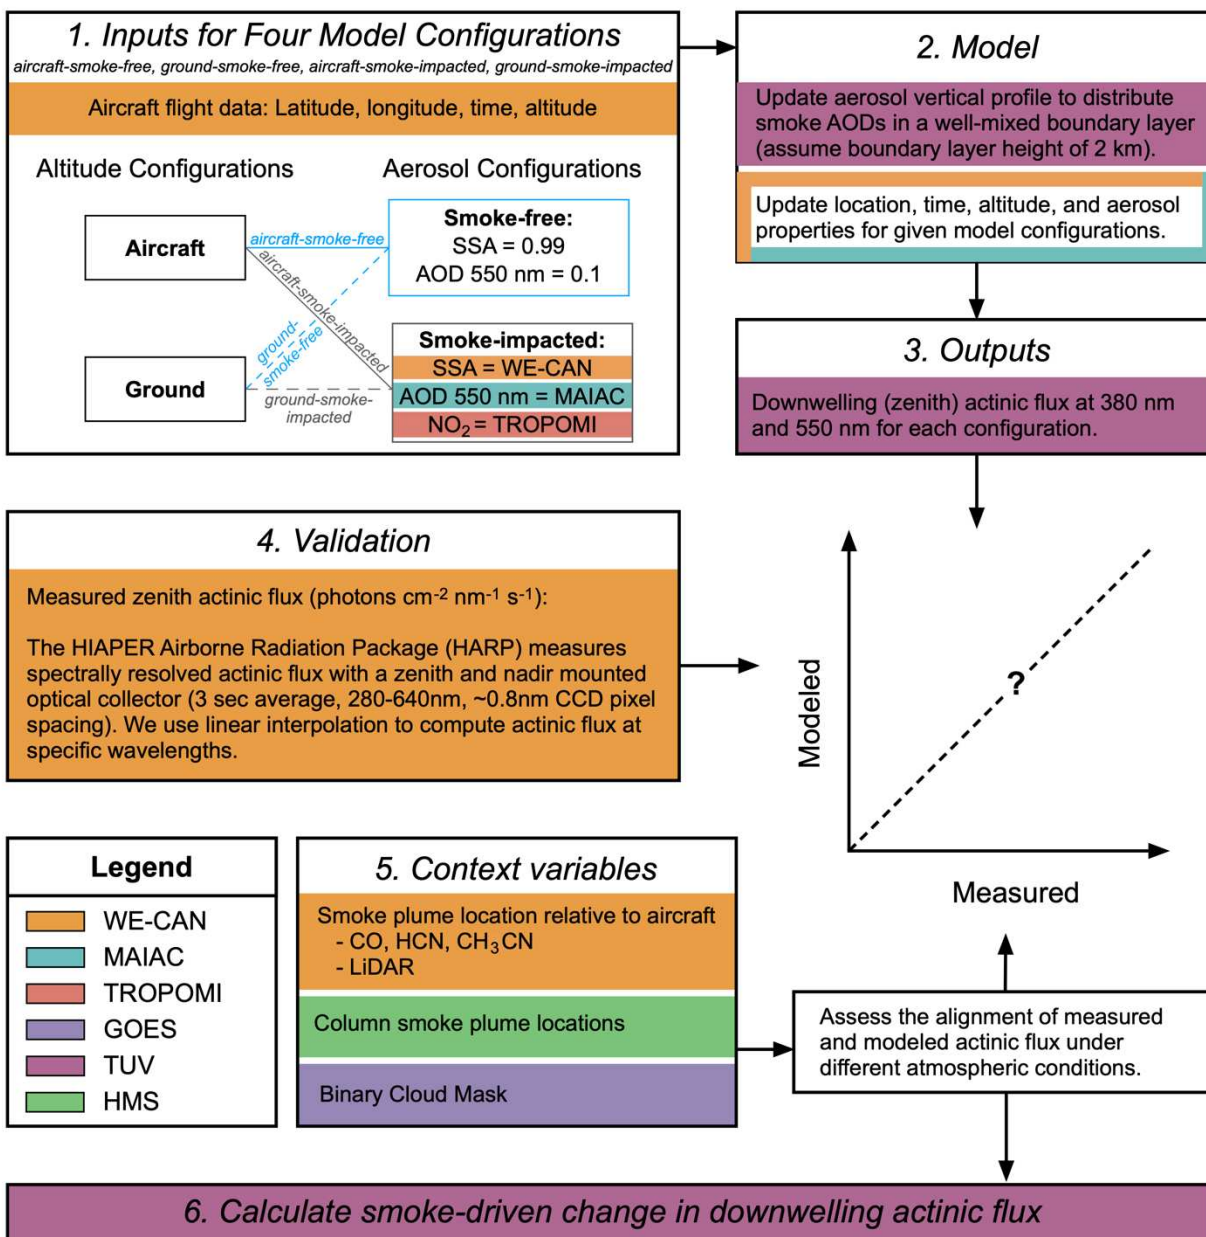 1. Inputs for Four Model Configurations
aircraft-smoke-free, ground-smoke-free, aircraft-smoke-impacted, ground-smoke-impacted
Aircraft flight data: Latitude, longitude, time, altitude
Altitude Configurations
Aerosol Configurations
Aircraft
Ground
aircraft-smoke-free
aircraft-smoke-impacted
ground-
smoke-free
ground-smoke-
impacted
Smoke-free:
SSA = 0.99
AOD 550 nm = 0.1
Smoke-impacted:
SSA = WE-CAN
AOD 550 nm = MAIAC
NO₂ = TROPOMI
2. Model
Update aerosol vertical profile to distribute
smoke AODs in a well-mixed boundary layer
(assume boundary layer height of 2 km).
Update location, time, altitude, and aerosol
properties for given model configurations.
3. Outputs
Downwelling (zenith) actinic flux at 380 nm
and 550 nm for each configuration.
4. Validation
Measured zenith actinic flux (photons cm⁻² nm⁻¹ s⁻¹):
The HIAPER Airborne Radiation Package (HARP) measures
spectrally resolved actinic flux with a zenith and nadir mounted
optical collector (3 sec average, 280-640nm, ~0.8nm CCD pixel
spacing). We use linear interpolation to compute actinic flux at
specific wavelengths.
Modeled
?
Measured
Legend
WE-CAN
MAIAC
TROPOMI
GOES
TUV
HMS
5. Context variables
Smoke plume location relative to aircraft
- CO, HCN, CH₃CN
- LiDAR
Column smoke plume locations
Binary Cloud Mask
Assess the alignment of measured
and modeled actinic flux under
different atmospheric conditions.
6. Calculate smoke-driven change in downwelling actinic flux